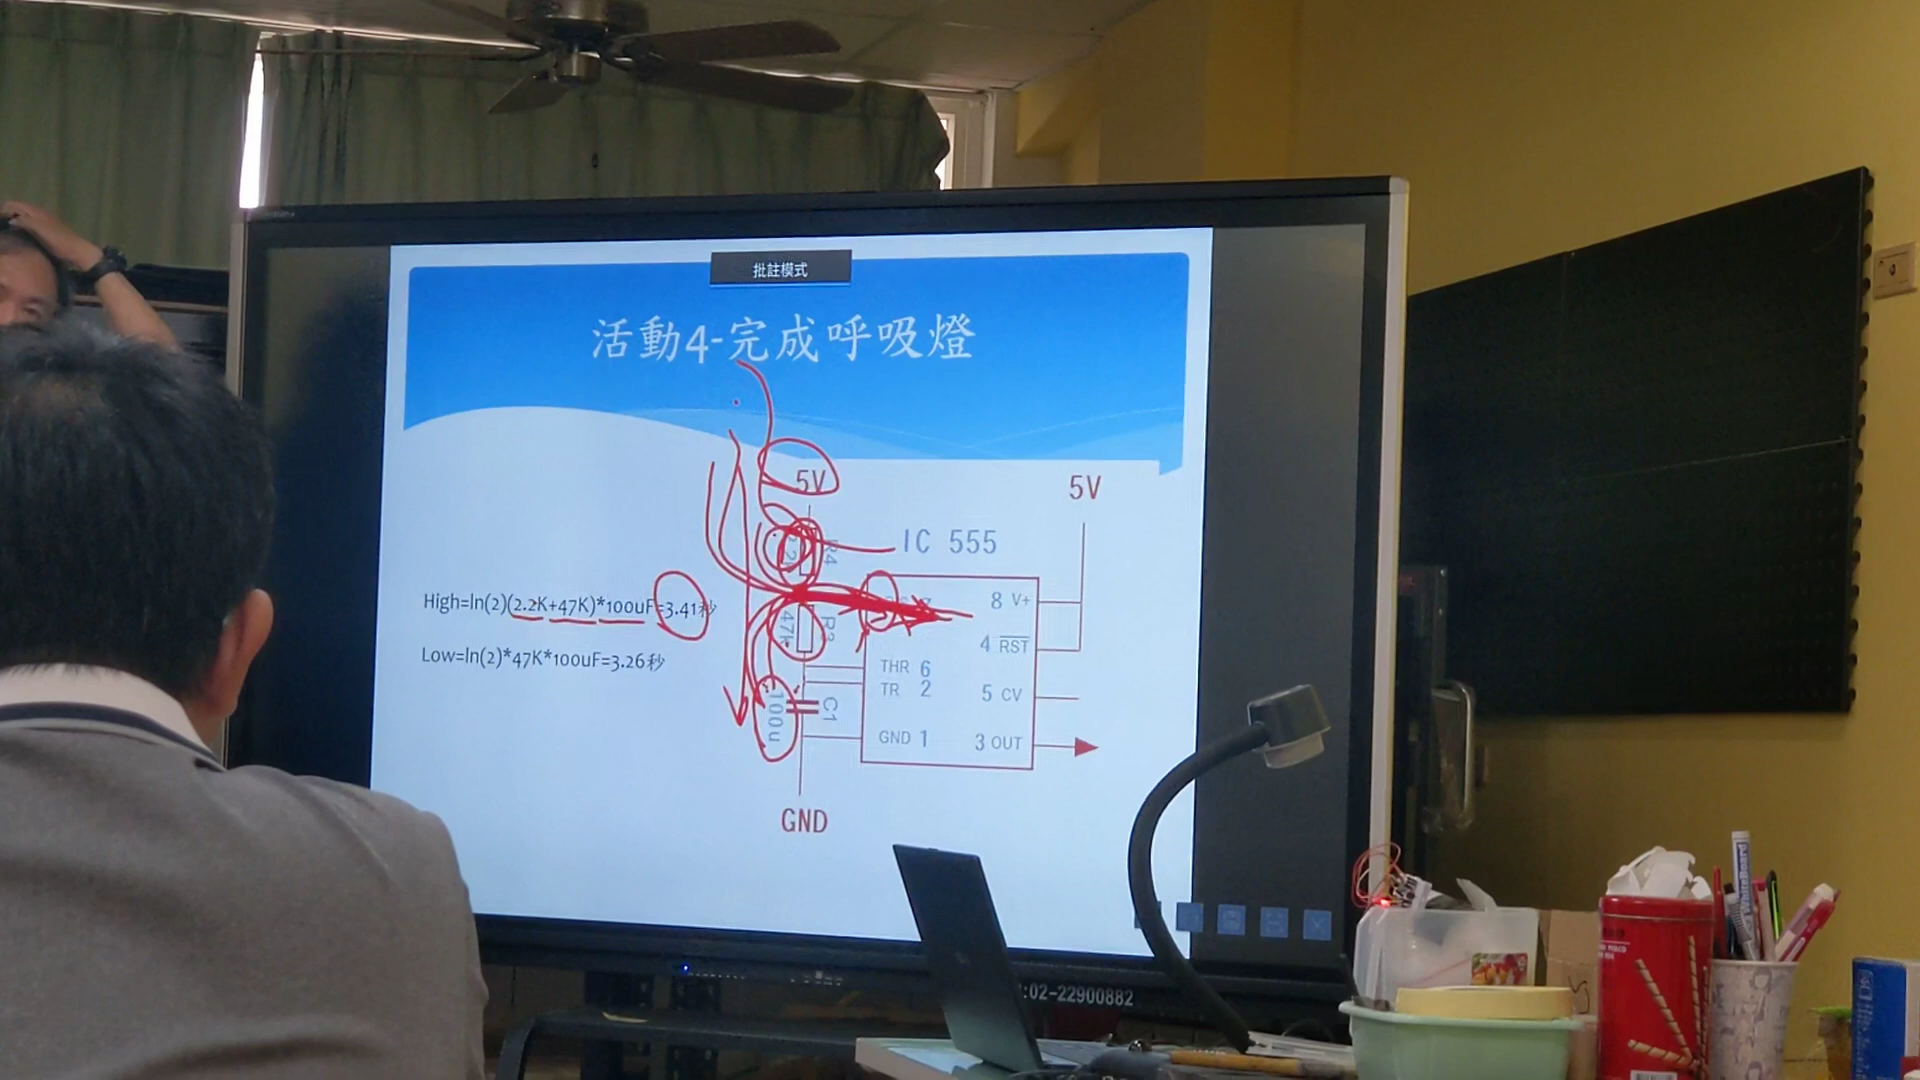 批註模式
活動4-完成呼吸燈
5V
5V
R4
IC 555
High=ln(2)(2.2K+47K)*100uF=3.41秒
8 V+
47k
R3
7
4 RST
Low=ln(2)*47K*100uF=3.26秒
THR 6
TR 2
5 CV
100u
C1
GND 1
3 OUT
GND
:02-22900882
WhiteBoard